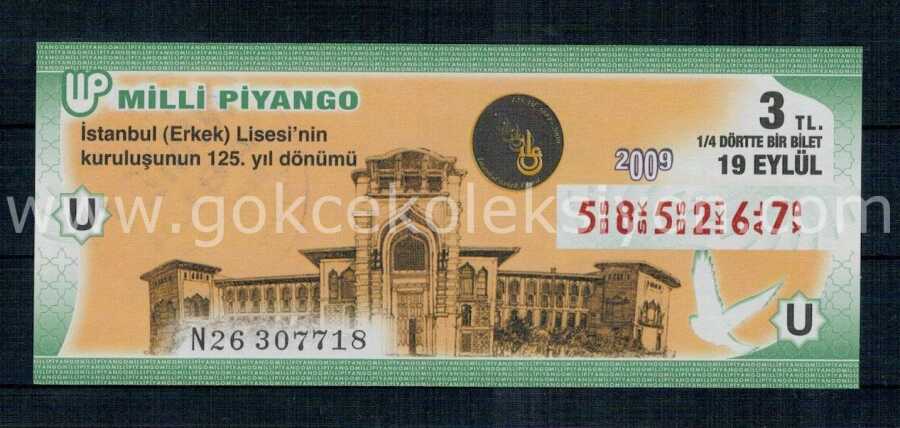 MİLLİ PİYANGO
İstanbul (Erkek) Lisesi'nin
kuruluşunun 125. yıl dönümü
2009
3 TL.
1/4 DÖRTTE BİR BİLET
19 EYLÜL
585267
U
U
N26 307718
www.gokcekoleksiyon.com